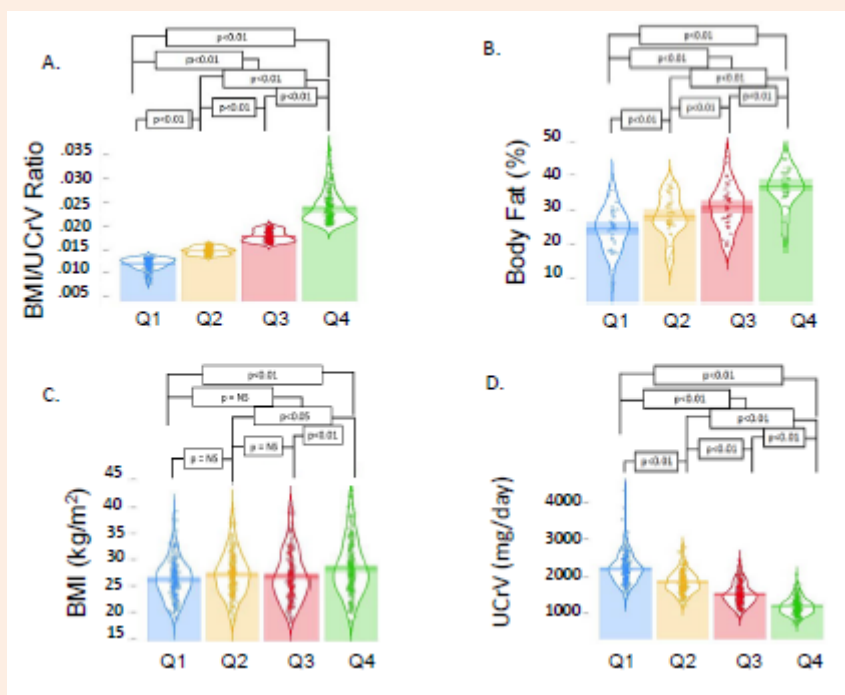 A.
p<0.01
p<0.01
p<0.01
p<0.01
p<0.01
p<0.01
BMI/UCrV Ratio
.035
.030
.025
.020
.015
.010
.005
Q1 Q2 Q3 Q4
B.
p<0.01
p<0.01
p<0.01
p<0.01
p<0.01
p<0.01
Body Fat (%)
50
40
30
20
10
Q1 Q2 Q3 Q4
C.
p<0.01
p = NS
p<0.05
p<0.01
p = NS
p = NS
BMI (kg/m²)
45
40
35
30
25
20
15
Q1 Q2 Q3 Q4
D.
p<0.01
p<0.01
p<0.01
p<0.01
p<0.01
p<0.01
UCrV (mg/day)
4000
3000
2000
1000
Q1 Q2 Q3 Q4